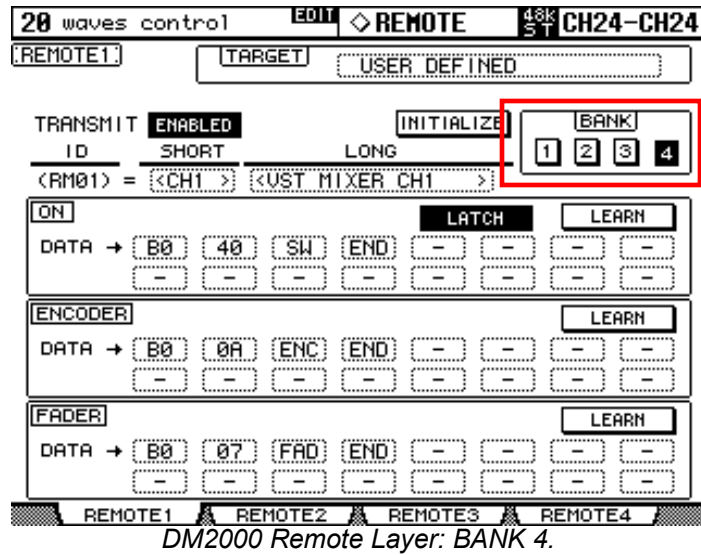 20 waves control EDIT ◇REMOTE 48k ST CH24-CH24
REMOTE1 TARGET USER DEFINED
TRANSMIT ENABLED INITIALIZE BANK
ID SHORT LONG 1 2 3 4
(RM01) = <CH1 > <VST MIXER CH1 >
ON LATCH LEARN
DATA → B0 40 SW END - - - -
- - - - - - - -
ENCODER LEARN
DATA → B0 0A ENC END - - - -
- - - - - - - -
FADER LEARN
DATA → B0 07 FAD END - - - -
- - - - - - - -
REMOTE1 REMOTE2 REMOTE3 REMOTE4
DM2000 Remote Layer: BANK 4.